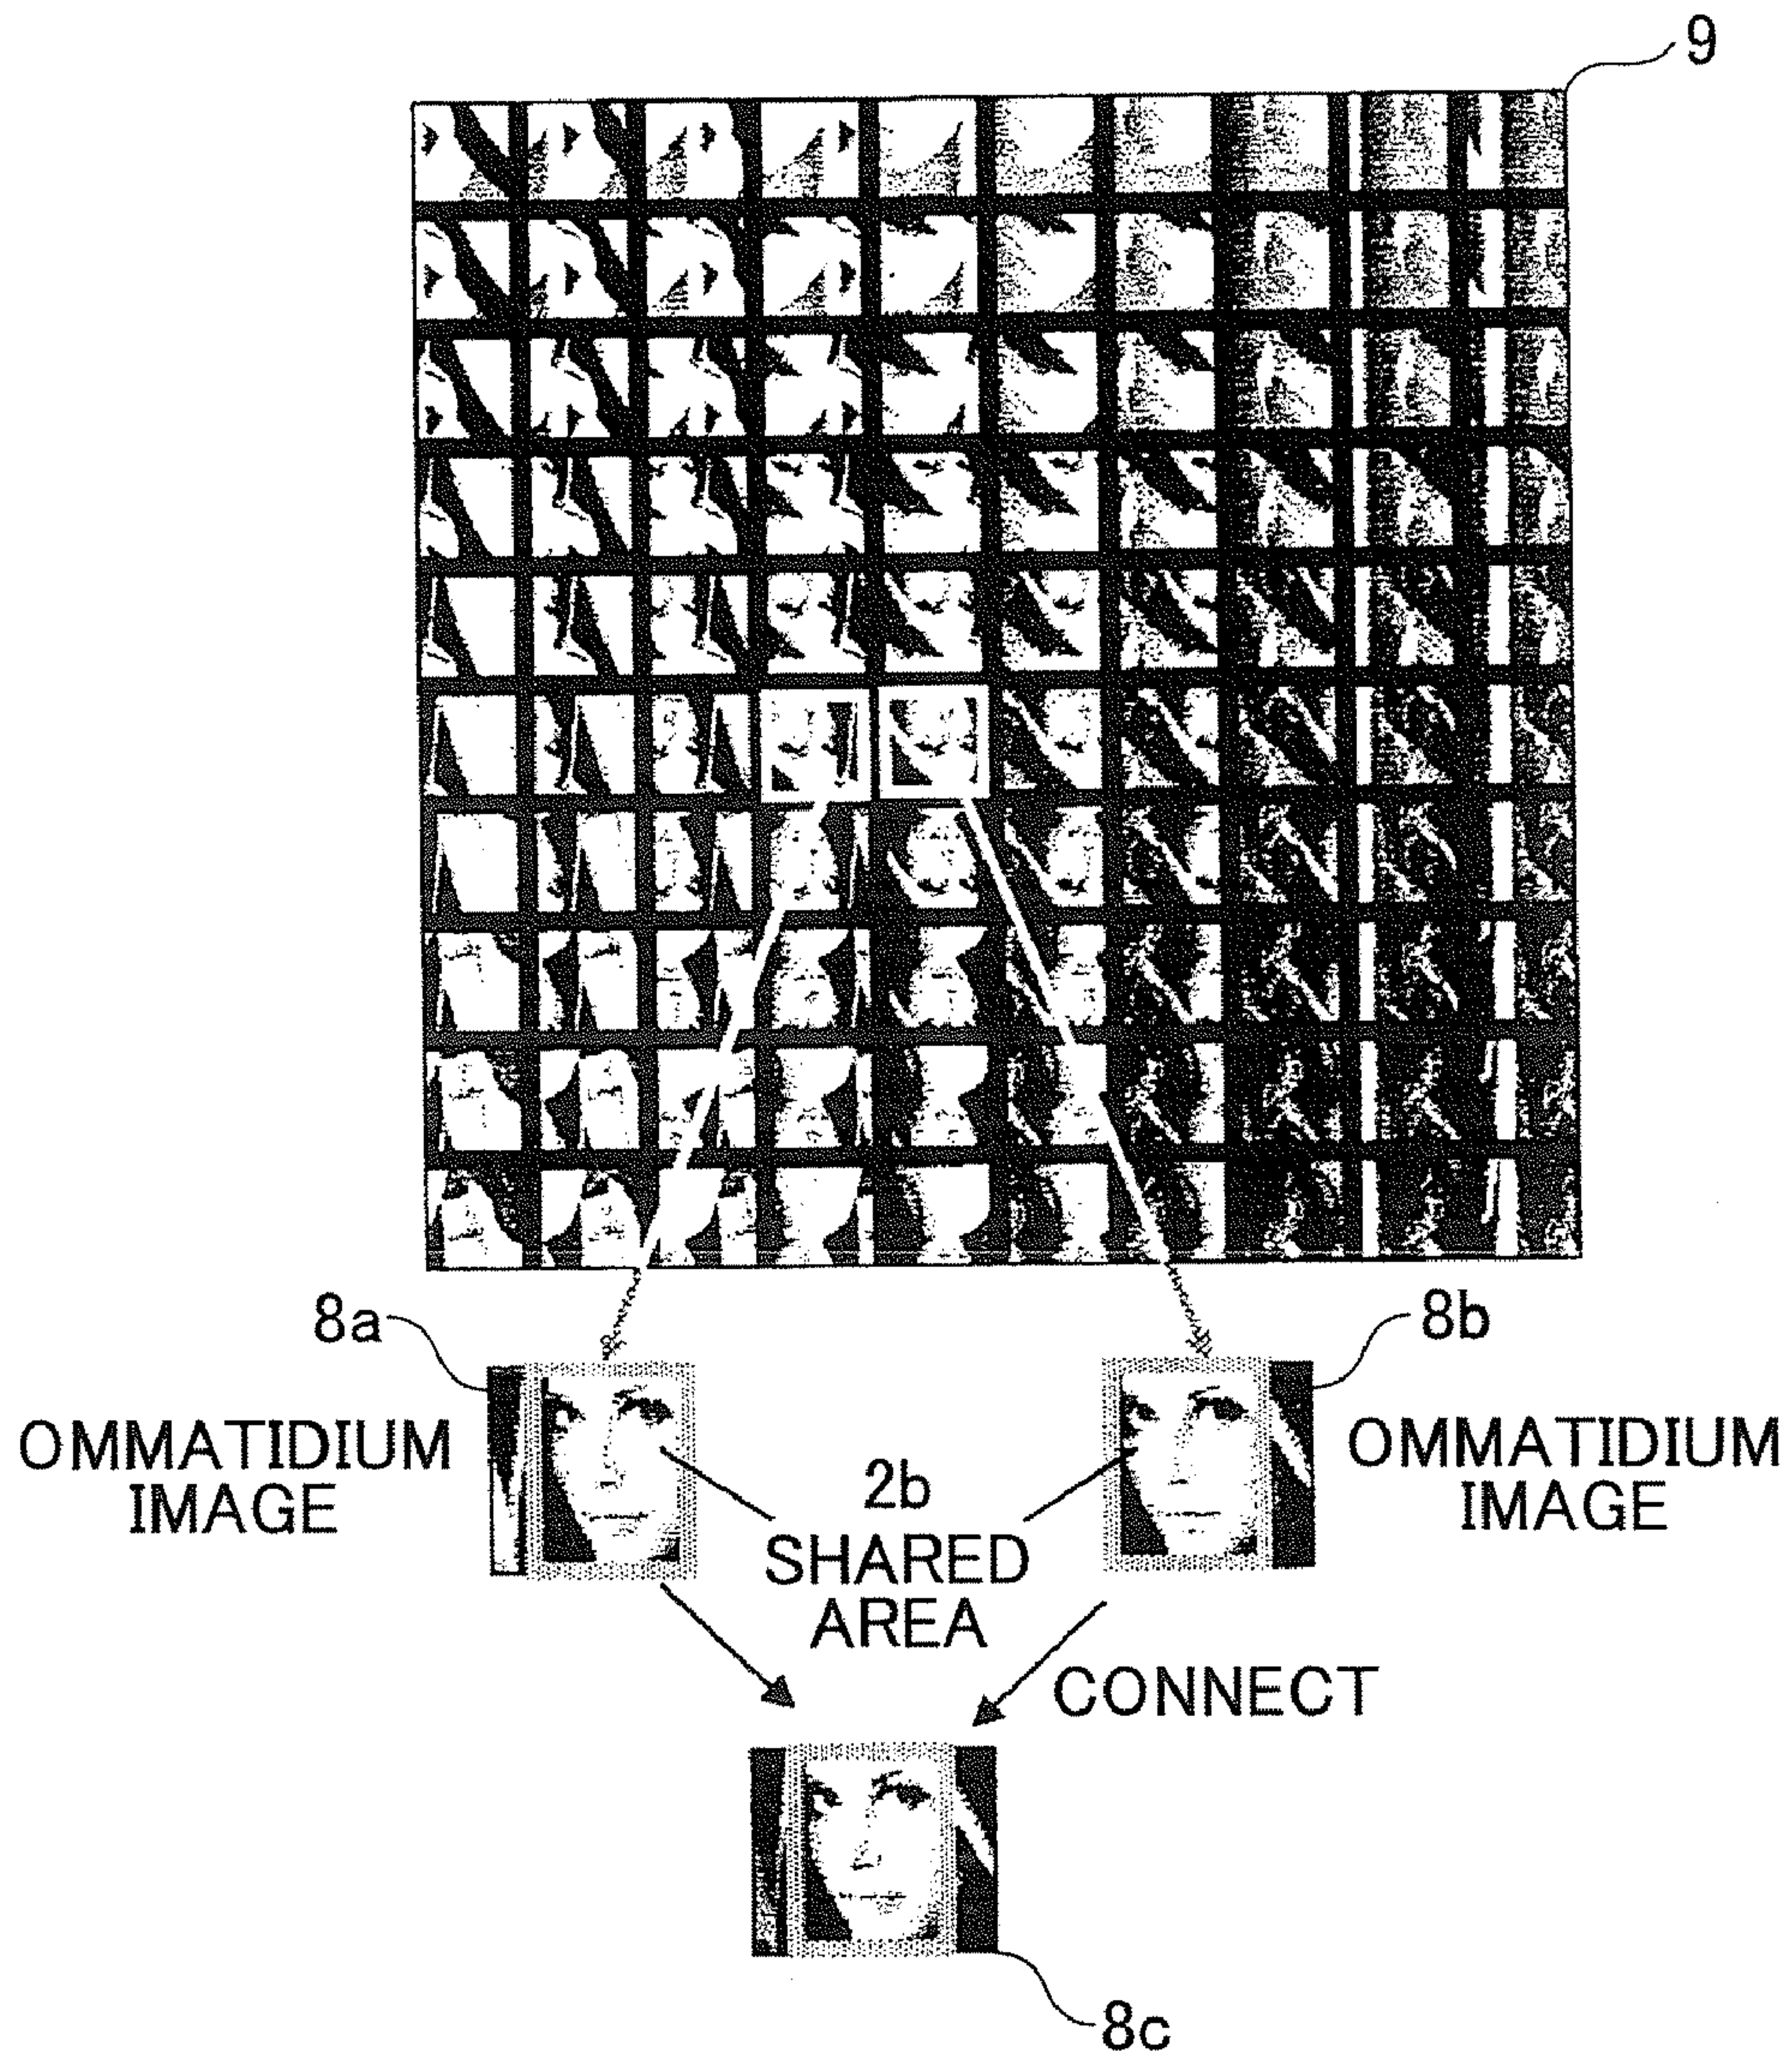 9
8a
8b
OMMATIDIUM
IMAGE
2b
SHARED
AREA
OMMATIDIUM
IMAGE
CONNECT
8c